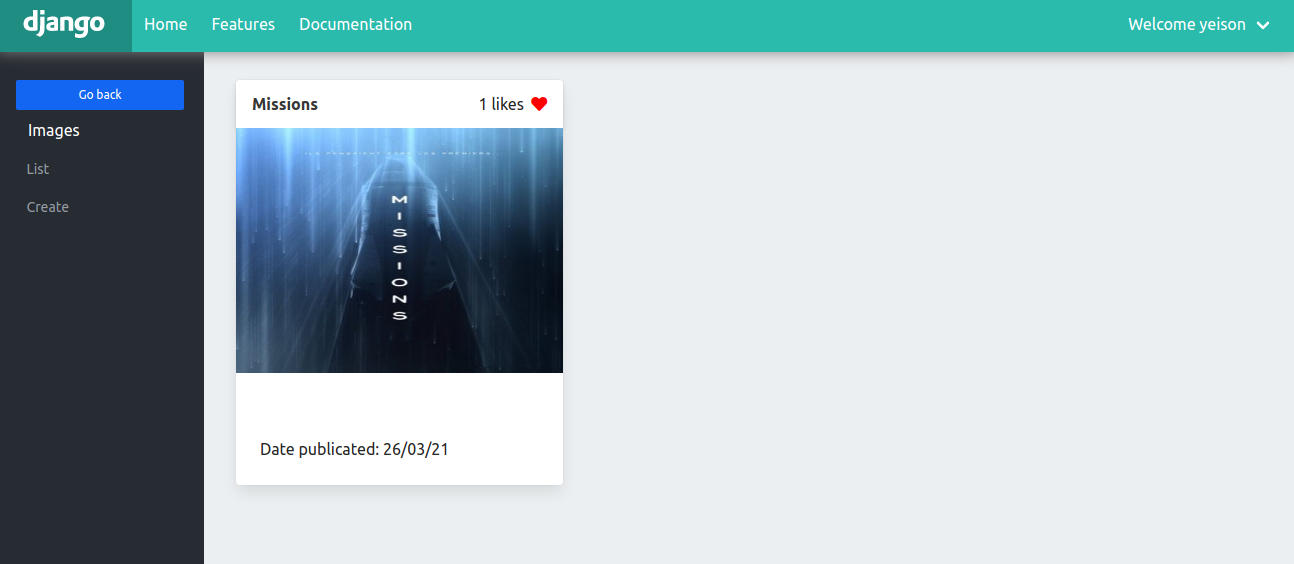 django Home Features Documentation Welcome yeison
Go back
Images
List
Create
Missions 1 likes
MISSIONS
Date publicated: 26/03/21